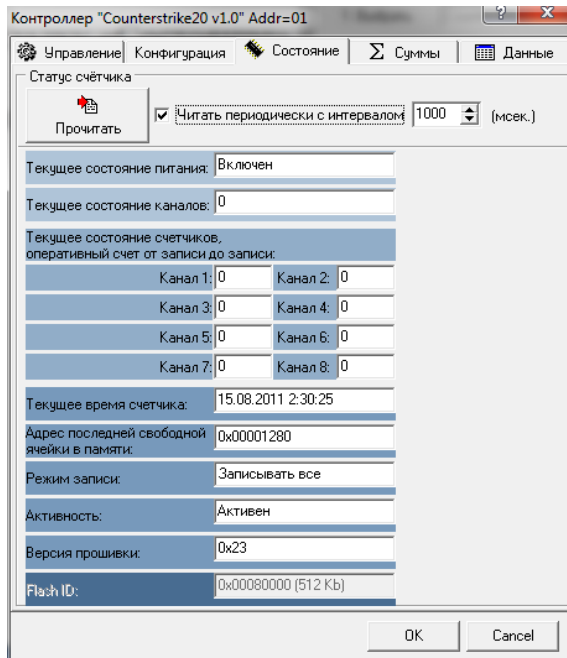 Контроллер "Counterstrike20 v1.0" Addr=01
Управление Конфигурация Состояние Σ Суммы Данные
Статус счётчика
Прочитать
Читать периодически с интервалом 1000 (мсек.)
Текущее состояние питания: Включен
Текущее состояние каналов: 0
Текущее состояние счетчиков,
оперативный счет от записи до записи:
Канал 1: 0 Канал 2: 0
Канал 3: 0 Канал 4: 0
Канал 5: 0 Канал 6: 0
Канал 7: 0 Канал 8: 0
Текущее время счетчика: 15.08.2011 2:30:25
Адрес последней свободной
ячейки в памяти: 0x00001280
Режим записи: Записывать все
Активность: Активен
Версия прошивки: 0x23
Flash ID: 0x00080000 (512 Kb)
OK Cancel